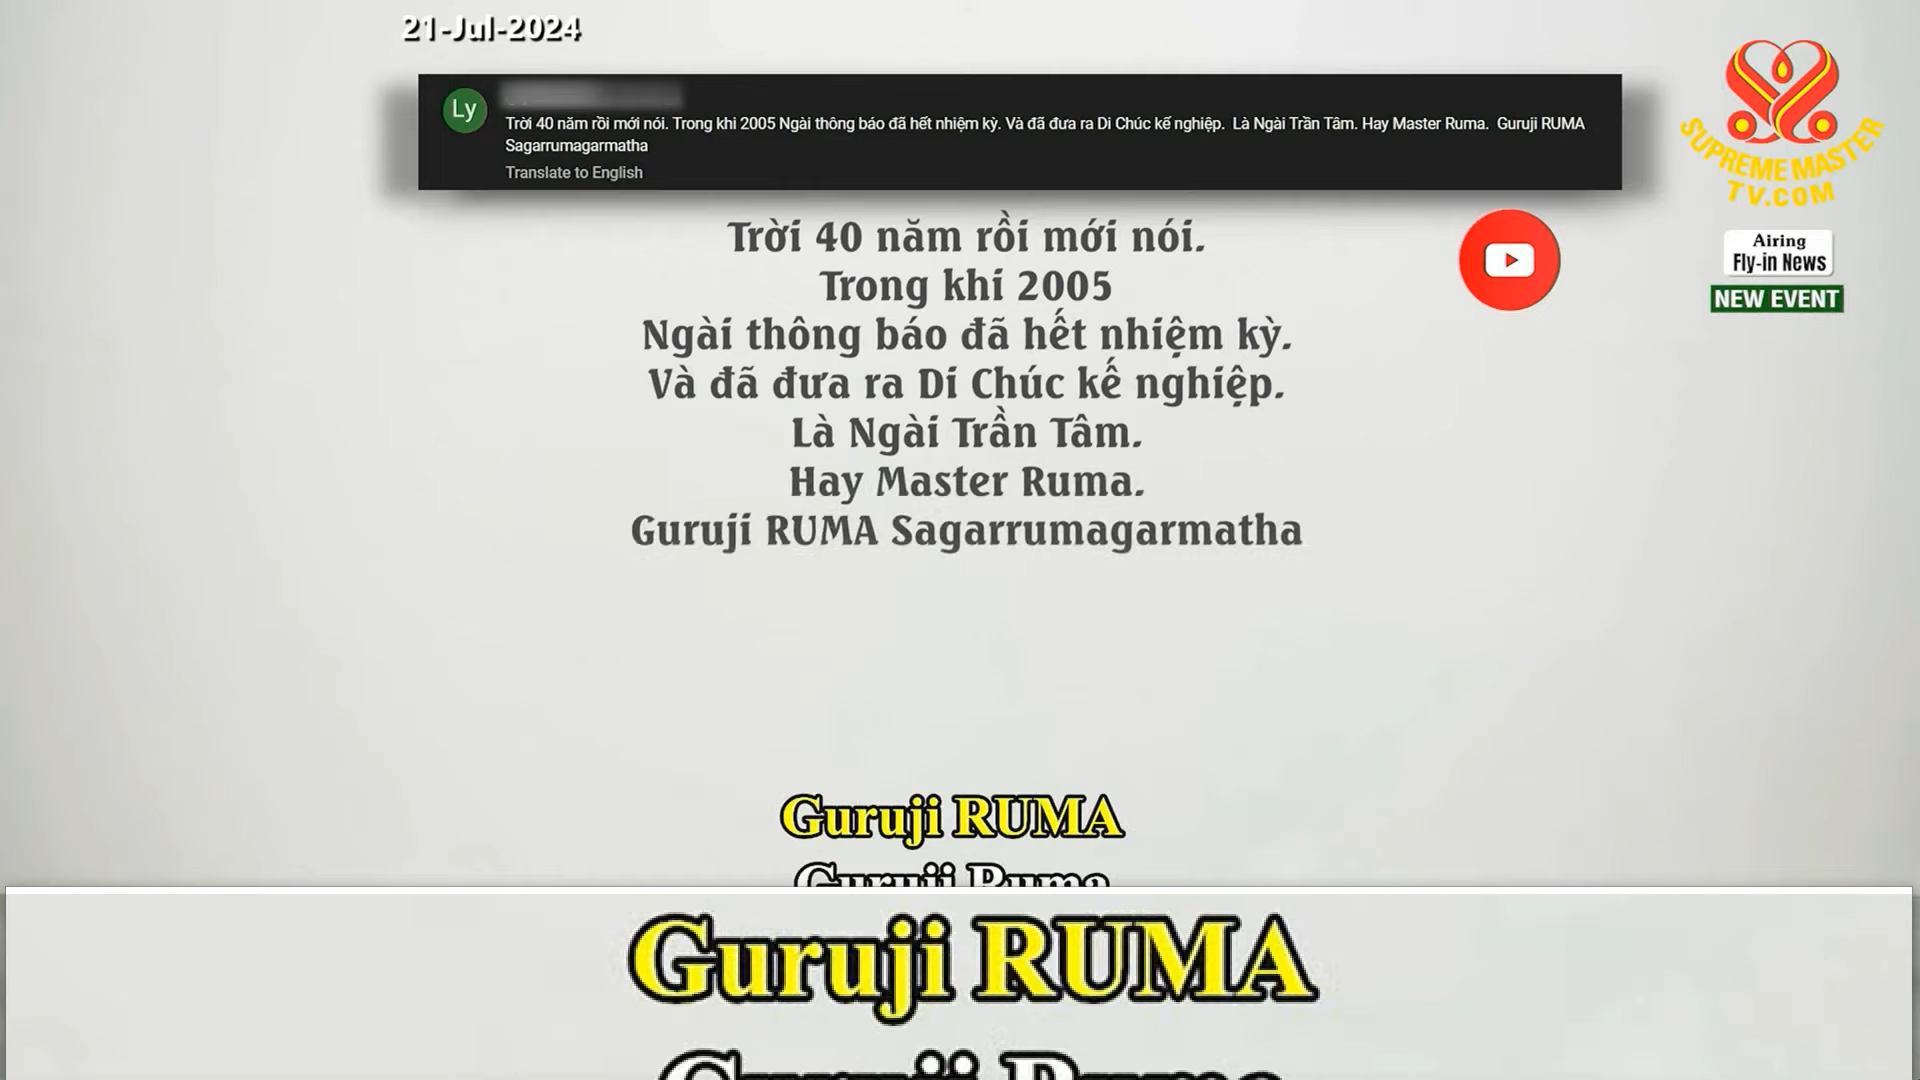 21-Jul-2024
Ly
Trời 40 năm rồi mới nói. Trong khi 2005 Ngài thông báo đã hết nhiệm kỳ. Và đã đưa ra Di Chúc kế nghiệp. Là Ngài Trần Tâm. Hay Master Ruma. Guruji RUMA
Sagarrumagarmatha
Translate to English
SUPREME MASTER
TV.COM
Airing
Fly-in News
NEW EVENT
Trời 40 năm rồi mới nói.
Trong khi 2005
Ngài thông báo đã hết nhiệm kỳ.
Và đã đưa ra Di Chúc kế nghiệp.
Là Ngài Trần Tâm.
Hay Master Ruma.
Guruji RUMA Sagarrumagarmatha
Guruji RUMA
Guruji Ruma
Guruji RUMA
Guruji Ruma